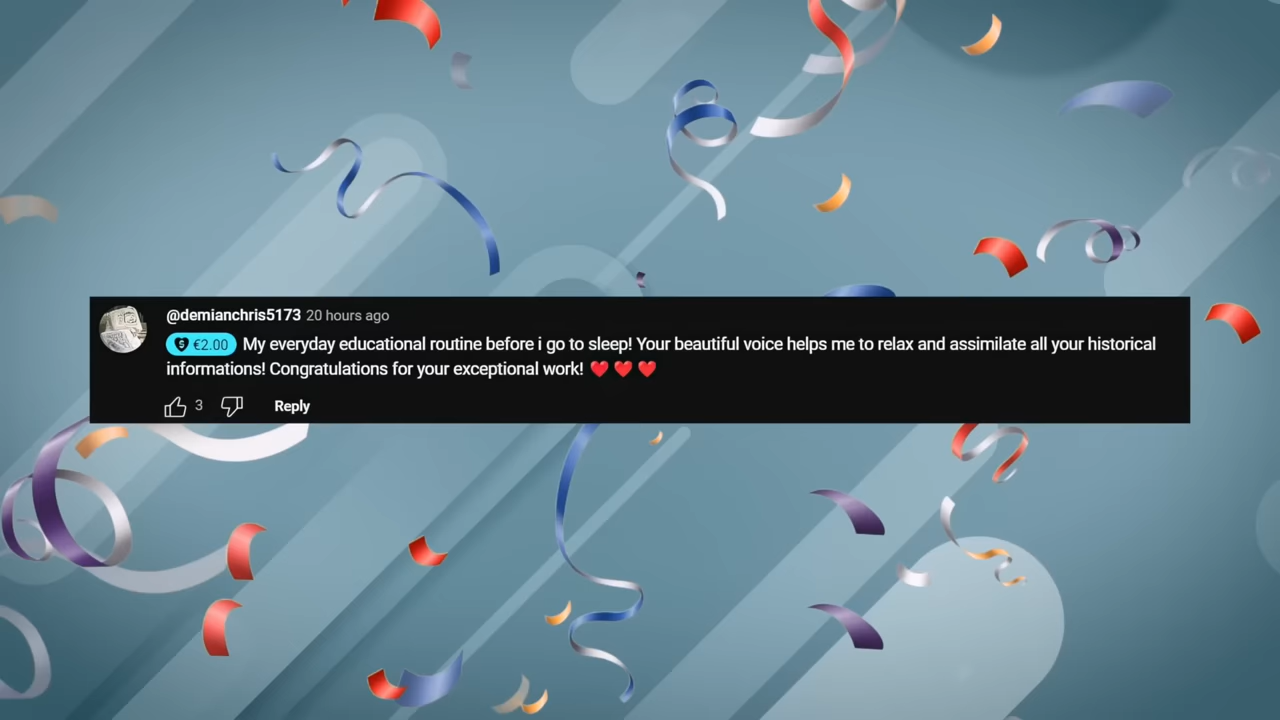 @demianchris5173 20 hours ago
€2.00 My everyday educational routine before i go to sleep! Your beautiful voice helps me to relax and assimilate all your historical
informations! Congratulations for your exceptional work! ❤️❤️❤️
3 Reply